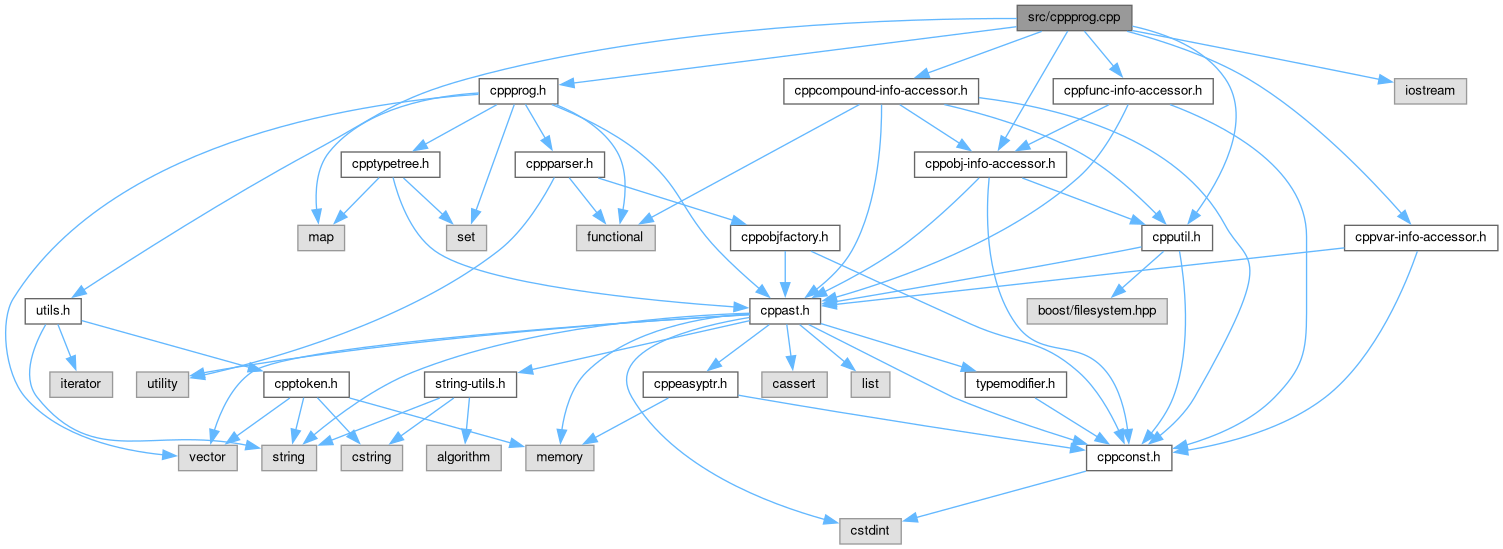 src/cppprog.cpp
cppprog.h
cppcompound-info-accessor.h
cppfunc-info-accessor.h
iostream
cpptypetree.h
cppparser.h
cppobj-info-accessor.h
map
set
functional
cppobjfactory.h
cpputil.h
cppvar-info-accessor.h
utils.h
cppast.h
boost/filesystem.hpp
iterator
utility
cpptoken.h
string-utils.h
cppeasyptr.h
cassert
list
typemodifier.h
vector
string
cstring
algorithm
memory
cppconst.h
cstdint